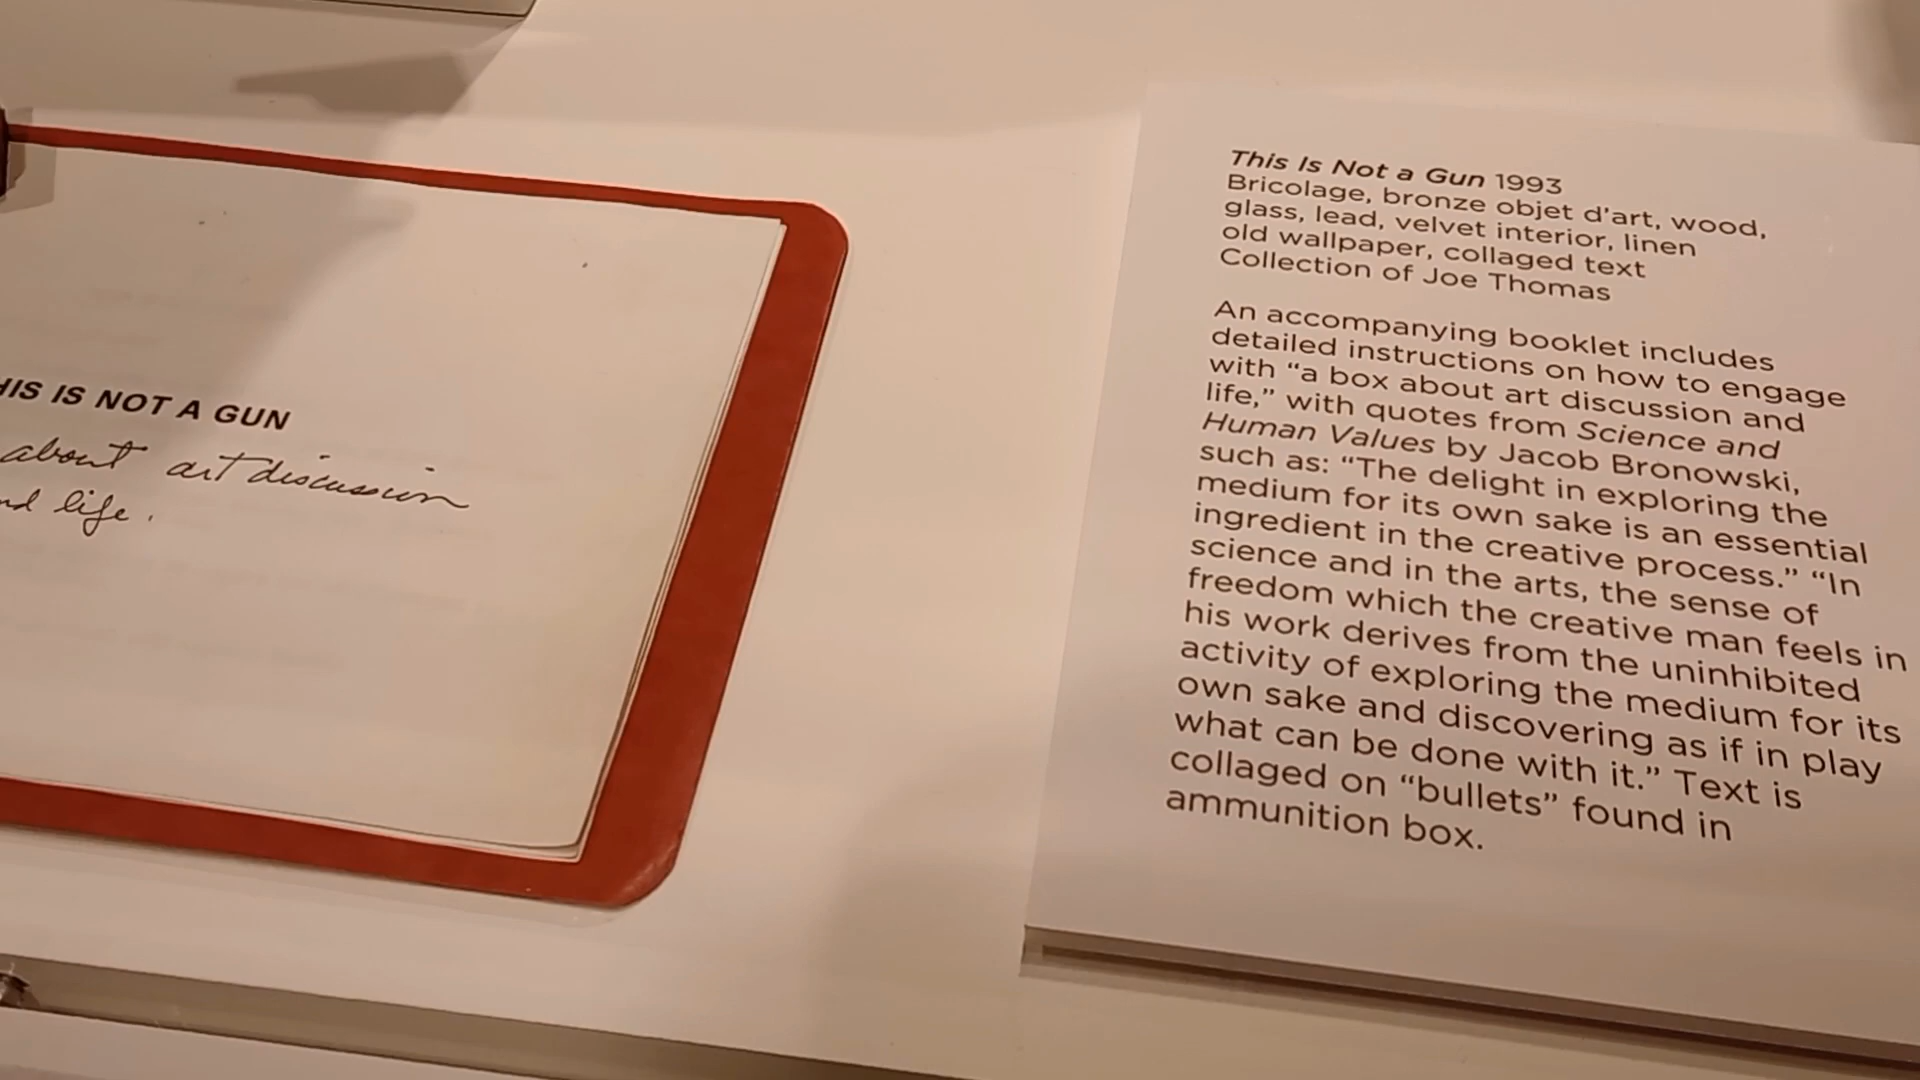 HIS IS NOT A GUN
about art discussion
nd life.
This Is Not a Gun 1993
Bricolage, bronze objet d'art, wood,
glass, lead, velvet interior, linen
old wallpaper, collaged text
Collection of Joe Thomas
An accompanying booklet includes
detailed instructions on how to engage
with “a box about art discussion and
life,” with quotes from Science and
Human Values by Jacob Bronowski,
such as: “The delight in exploring the
medium for its own sake is an essential
ingredient in the creative process.” “In
science and in the arts, the sense of
freedom which the creative man feels in
his work derives from the uninhibited
activity of exploring the medium for its
own sake and discovering as if in play
what can be done with it.” Text is
collaged on “bullets” found in
ammunition box.